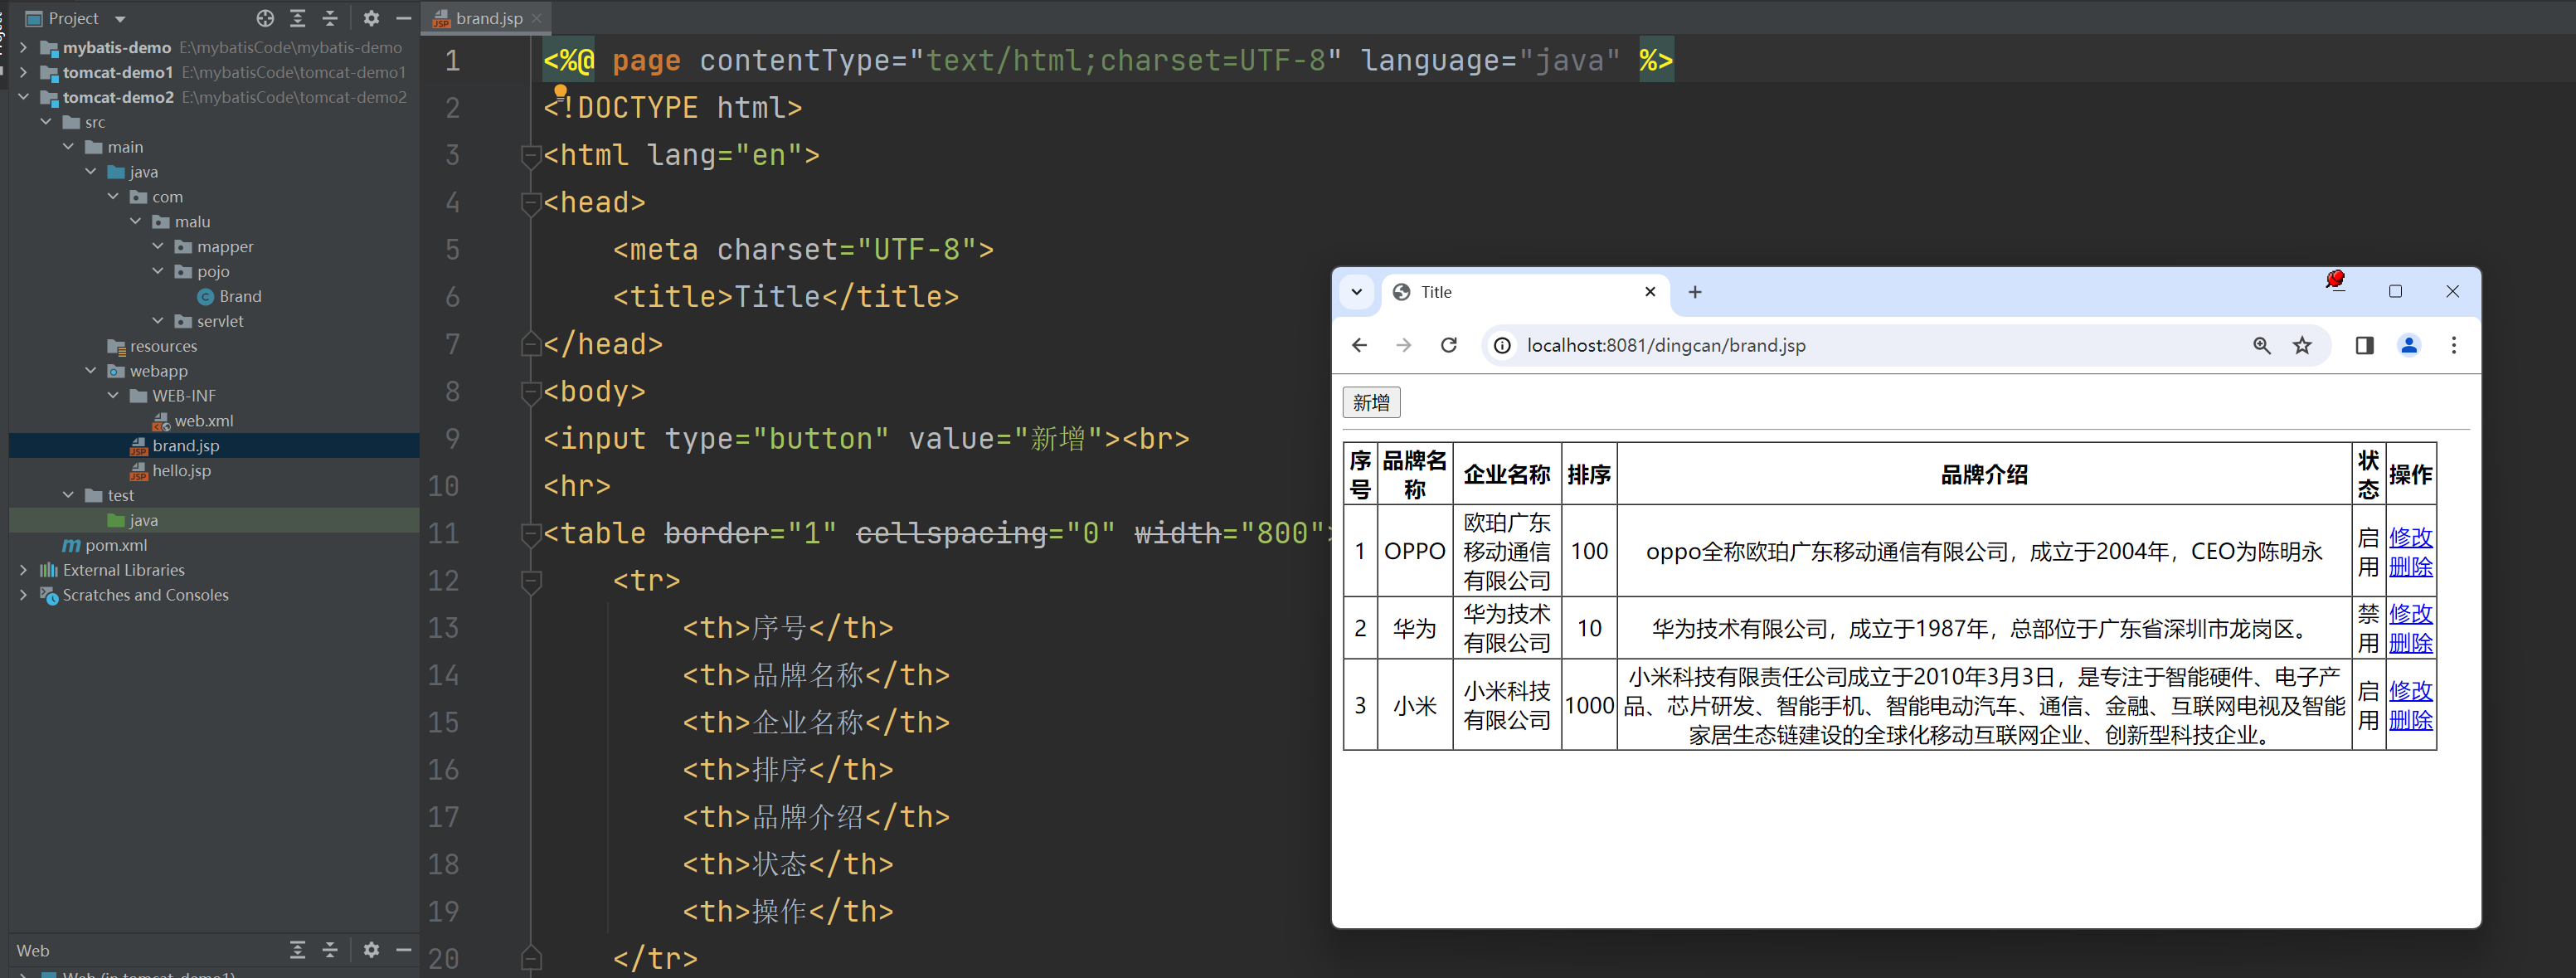 Project
mybatis-demo E:\mybatisCode\mybatis-demo
tomcat-demo1 E:\mybatisCode\tomcat-demo1
tomcat-demo2 E:\mybatisCode\tomcat-demo2
src
main
java
com
malu
mapper
pojo
Brand
servlet
resources
webapp
WEB-INF
web.xml
brand.jsp
hello.jsp
test
java
pom.xml
External Libraries
Scratches and Consoles
Web
Web (in tomcat-demo1)
brand.jsp
1 <%@ page contentType="text/html;charset=UTF-8" language="java" %>
2 <!DOCTYPE html>
3 <html lang="en">
4 <head>
5 <meta charset="UTF-8">
6 <title>Title</title>
7 </head>
8 <body>
9 <input type="button" value="新增"><br>
10 <hr>
11 <table border="1" cellspacing="0" width="800">
12 <tr>
13 <th>序号</th>
14 <th>品牌名称</th>
15 <th>企业名称</th>
16 <th>排序</th>
17 <th>品牌介绍</th>
18 <th>状态</th>
19 <th>操作</th>
20 </tr>
Title
localhost:8081/dingcan/brand.jsp
新增
序号 品牌名称 企业名称 排序 品牌介绍 状态 操作
1 OPPO 欧珀广东移动通信有限公司 100 oppo全称欧珀广东移动通信有限公司，成立于2004年，CEO为陈明永 启用 修改 删除
2 华为 华为技术有限公司 10 华为技术有限公司，成立于1987年，总部位于广东省深圳市龙岗区。 禁用 修改 删除
3 小米 小米科技有限公司 1000 小米科技有限责任公司成立于2010年3月3日，是专注于智能硬件、电子产品、芯片研发、智能手机、智能电动汽车、通信、金融、互联网电视及智能家居生态链建设的全球化移动互联网企业、创新型科技企业。 启用 修改 删除